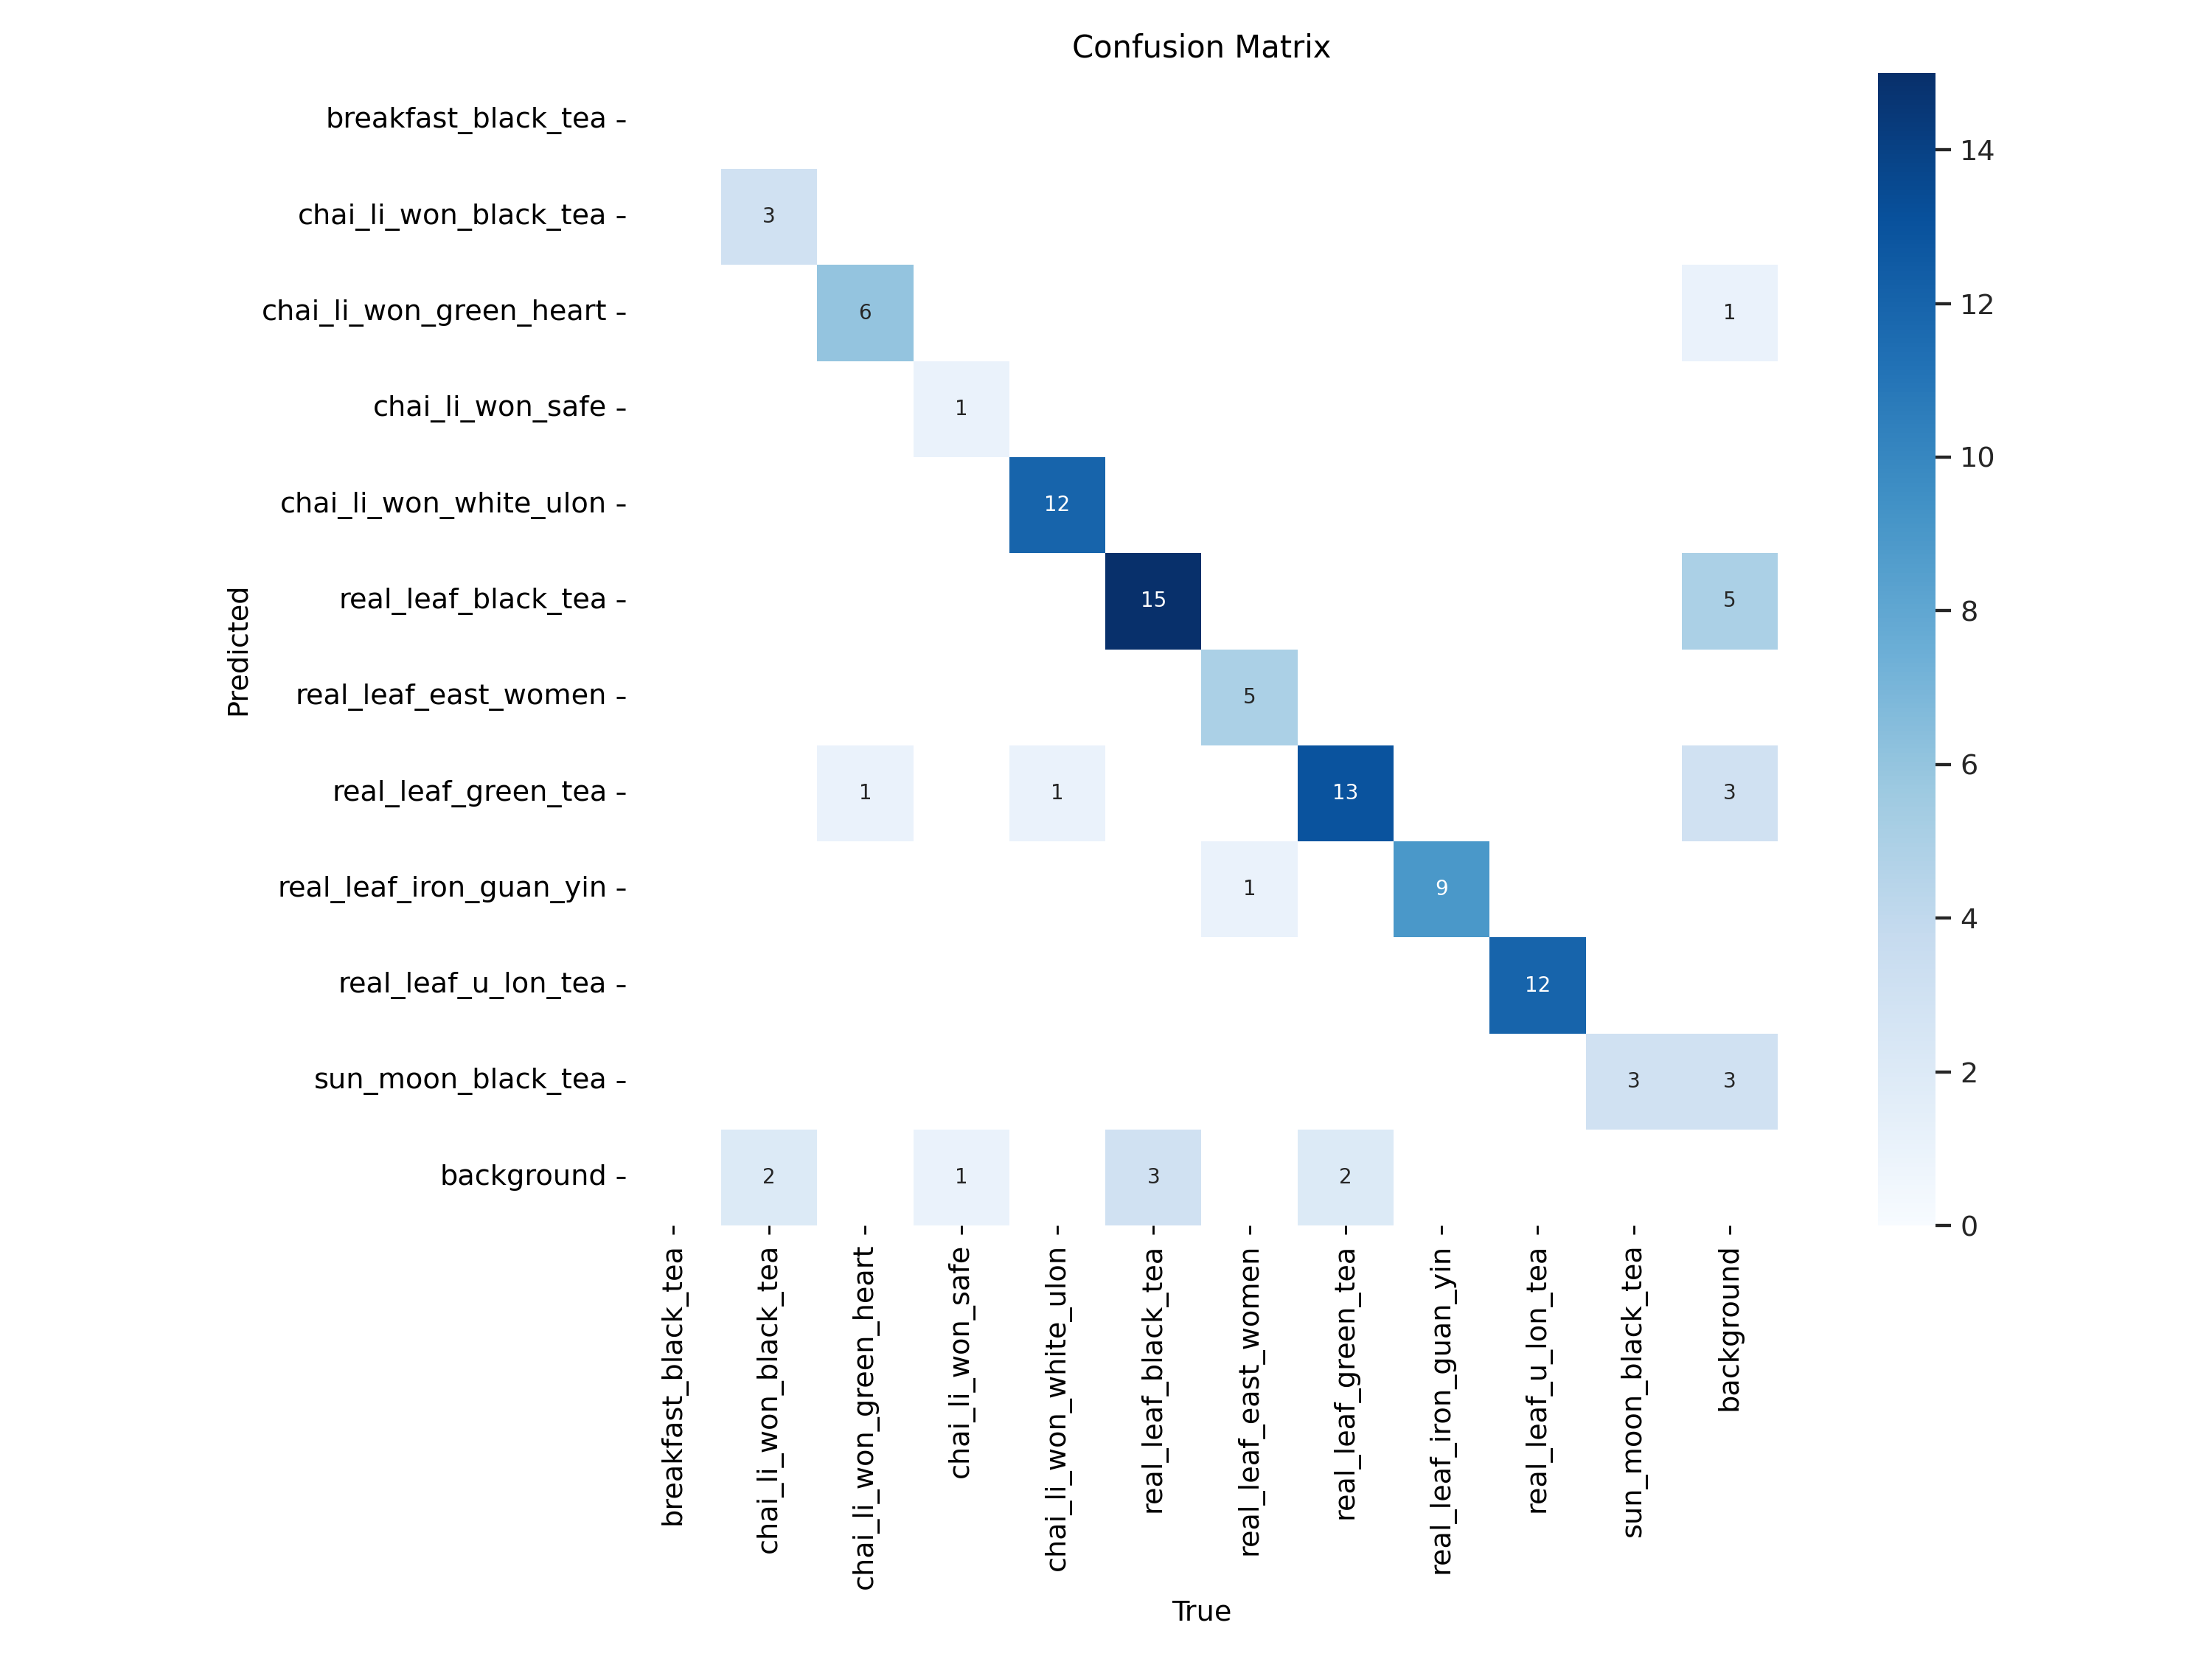 Confusion Matrix
breakfast_black_tea
chai_li_won_black_tea
3
chai_li_won_green_heart
6
1
chai_li_won_safe
1
chai_li_won_white_ulon
12
real_leaf_black_tea
15
5
real_leaf_east_women
5
real_leaf_green_tea
1
1
13
3
real_leaf_iron_guan_yin
1
9
real_leaf_u_lon_tea
12
sun_moon_black_tea
3
3
background
2
1
3
2
Predicted
breakfast_black_tea
chai_li_won_black_tea
chai_li_won_green_heart
chai_li_won_safe
chai_li_won_white_ulon
real_leaf_black_tea
real_leaf_east_women
real_leaf_green_tea
real_leaf_iron_guan_yin
real_leaf_u_lon_tea
sun_moon_black_tea
background
True
14
12
10
8
6
4
2
0